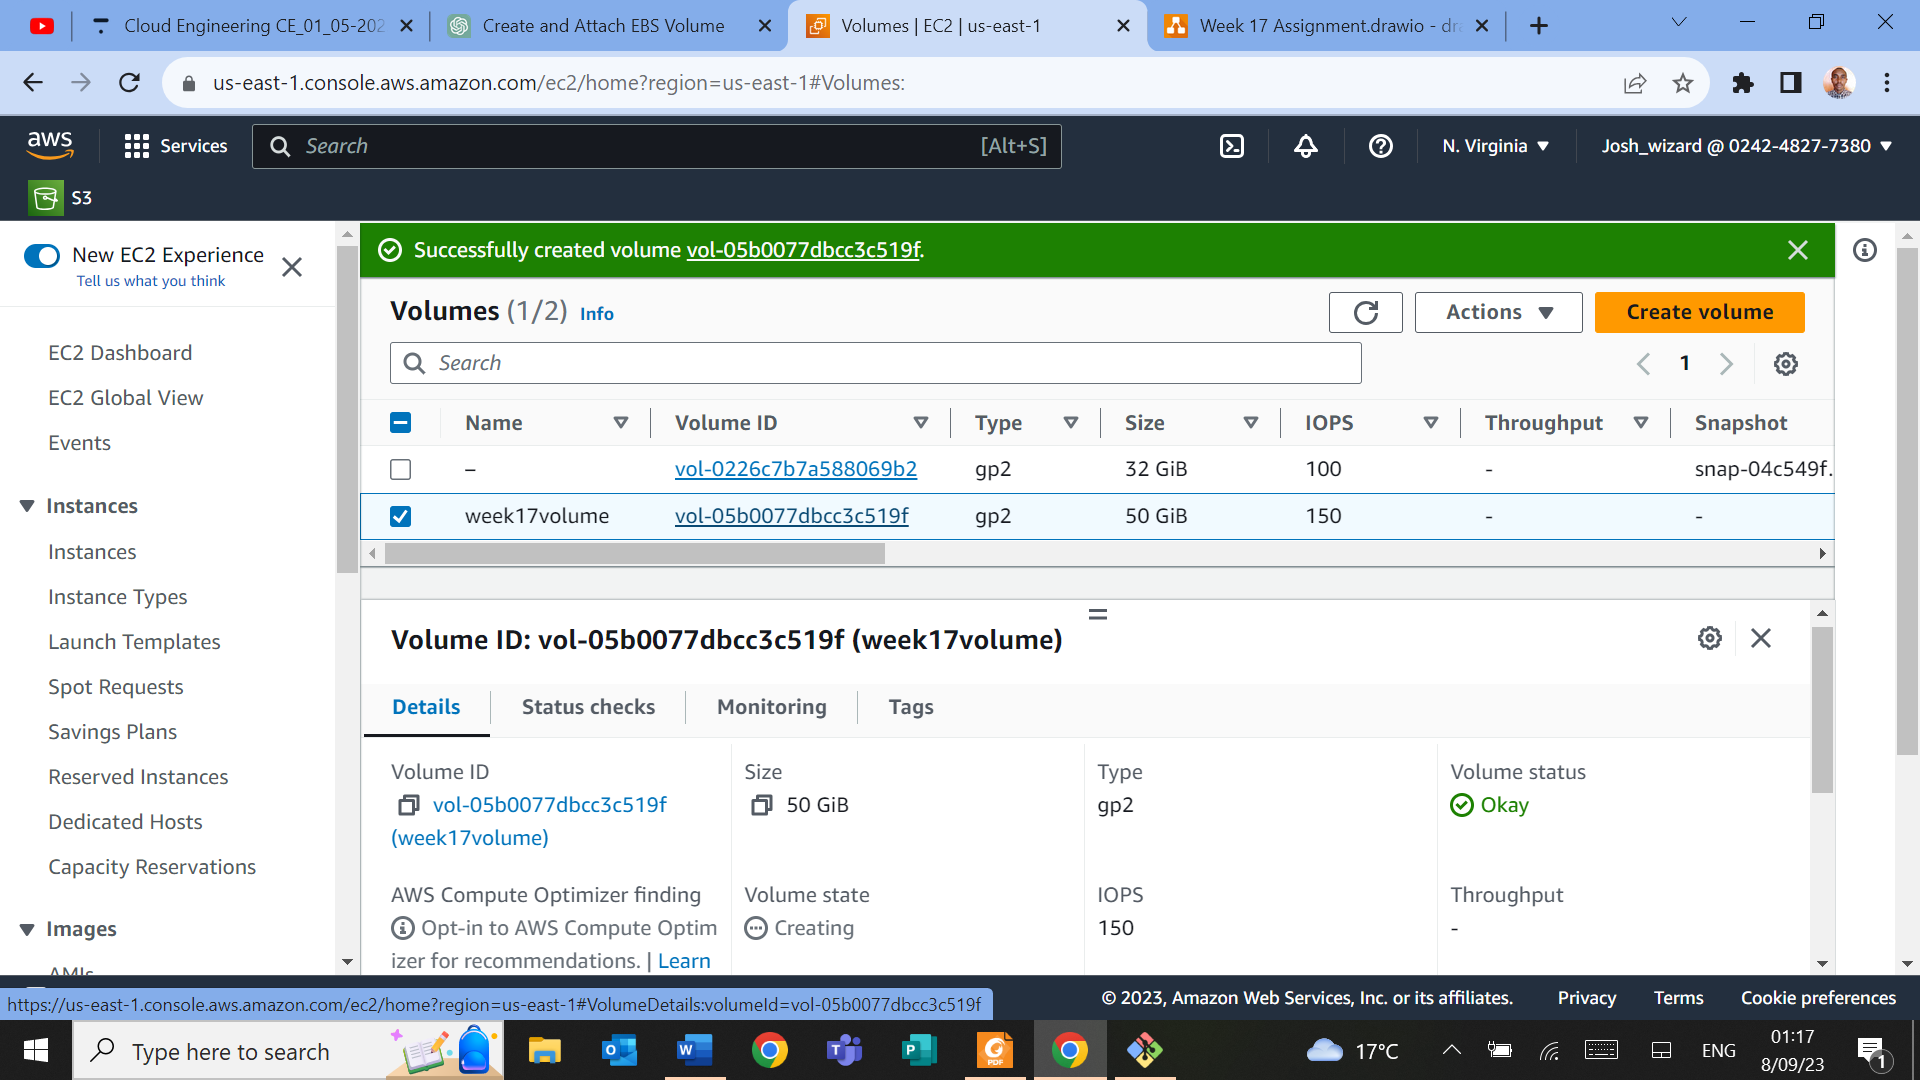 Cloud Engineering CE_01_05-202
Create and Attach EBS Volume
Volumes | EC2 | us-east-1
Week 17 Assignment.drawio - dra
us-east-1.console.aws.amazon.com/ec2/home?region=us-east-1#Volumes:
aws
Services
Search
[Alt+S]
N. Virginia
Josh_wizard @ 0242-4827-7380
S3
New EC2 Experience
Tell us what you think
EC2 Dashboard
EC2 Global View
Events
Instances
Instances
Instance Types
Launch Templates
Spot Requests
Savings Plans
Reserved Instances
Dedicated Hosts
Capacity Reservations
Images
AMIs
Successfully created volume vol-05b0077dbcc3c519f.
Volumes (1/2) Info
Actions
Create volume
Search
1
Name Volume ID Type Size IOPS Throughput Snapshot
– vol-0226c7b7a588069b2 gp2 32 GiB 100 - snap-04c549f.
week17volume vol-05b0077dbcc3c519f gp2 50 GiB 150 - -
Volume ID: vol-05b0077dbcc3c519f (week17volume)
Details Status checks Monitoring Tags
Volume ID
vol-05b0077dbcc3c519f
(week17volume)
Size
50 GiB
Type
gp2
Volume status
Okay
AWS Compute Optimizer finding
Opt-in to AWS Compute Optim
izer for recommendations. | Learn
Volume state
Creating
IOPS
150
Throughput
-
https://us-east-1.console.aws.amazon.com/ec2/home?region=us-east-1#VolumeDetails:volumeId=vol-05b0077dbcc3c519f
© 2023, Amazon Web Services, Inc. or its affiliates. Privacy Terms Cookie preferences
Type here to search
PDF
17°C
ENG
01:17
8/09/23
1